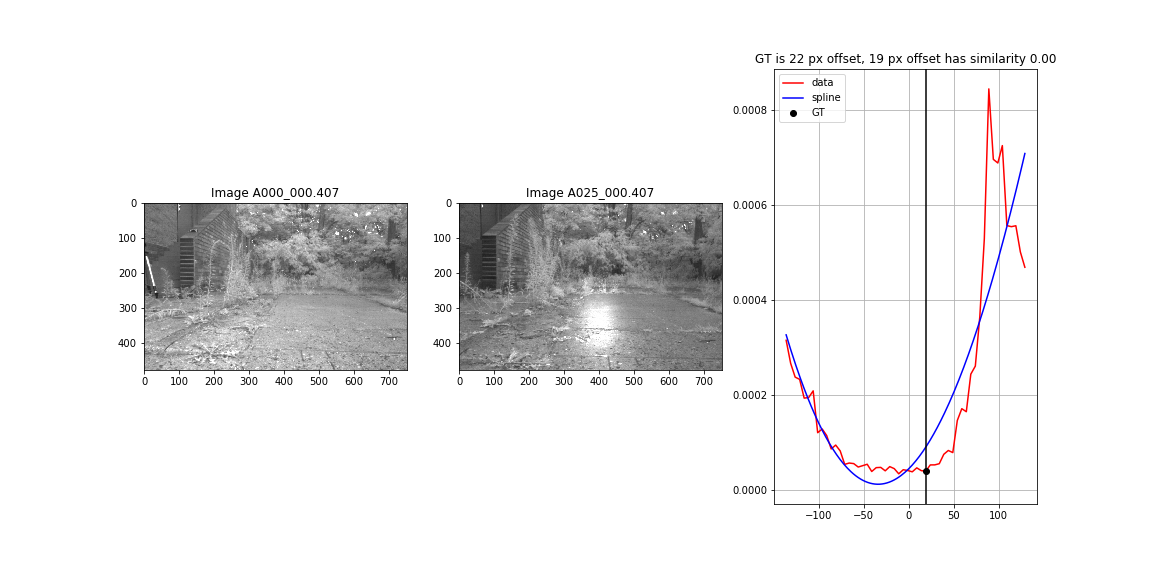 GT is 22 px offset, 19 px offset has similarity 0.00
data
spline
GT
0.0008
0.0006
0.0004
0.0002
0.0000
−100 −50 0 50 100
Image A000_000.407
0
100
200
300
400
0 100 200 300 400 500 600 700
Image A025_000.407
0
100
200
300
400
0 100 200 300 400 500 600 700